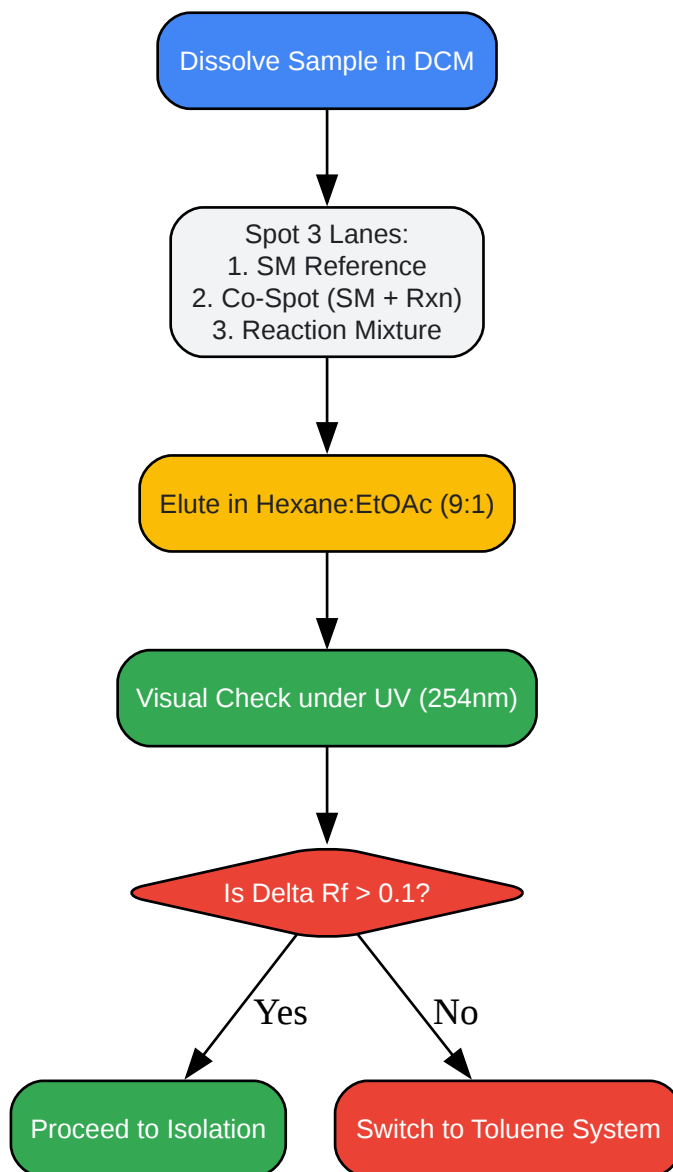 Dissolve Sample in DCM
Spot 3 Lanes:
1. SM Reference
2. Co-Spot (SM + Rxn)
3. Reaction Mixture
Elute in Hexane:EtOAc (9:1)
Visual Check under UV (254nm)
Is Delta Rf > 0.1?
Yes
No
Proceed to Isolation
Switch to Toluene System